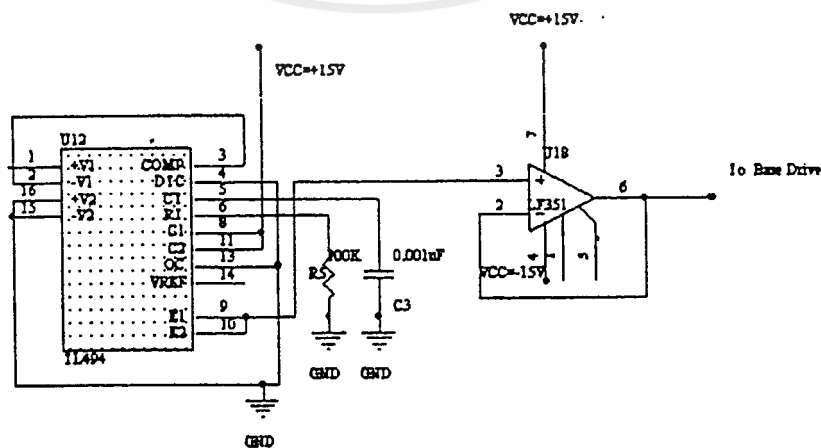 VCC=+15V
VCC=+15V
U12
1 +V1 COMP 3
2 -V1 DTC 4
16 +V2 CT 5
15 -V2 RT 6
C1 8
C2 11
OC 13
VREF 14
E1 9
E2 10
TL494
R5
0.001uF
C3
GND GND
GND
7
U18
3 +
2 -
LF351
6
To Base Drive
4 1 5
VCC=-15V